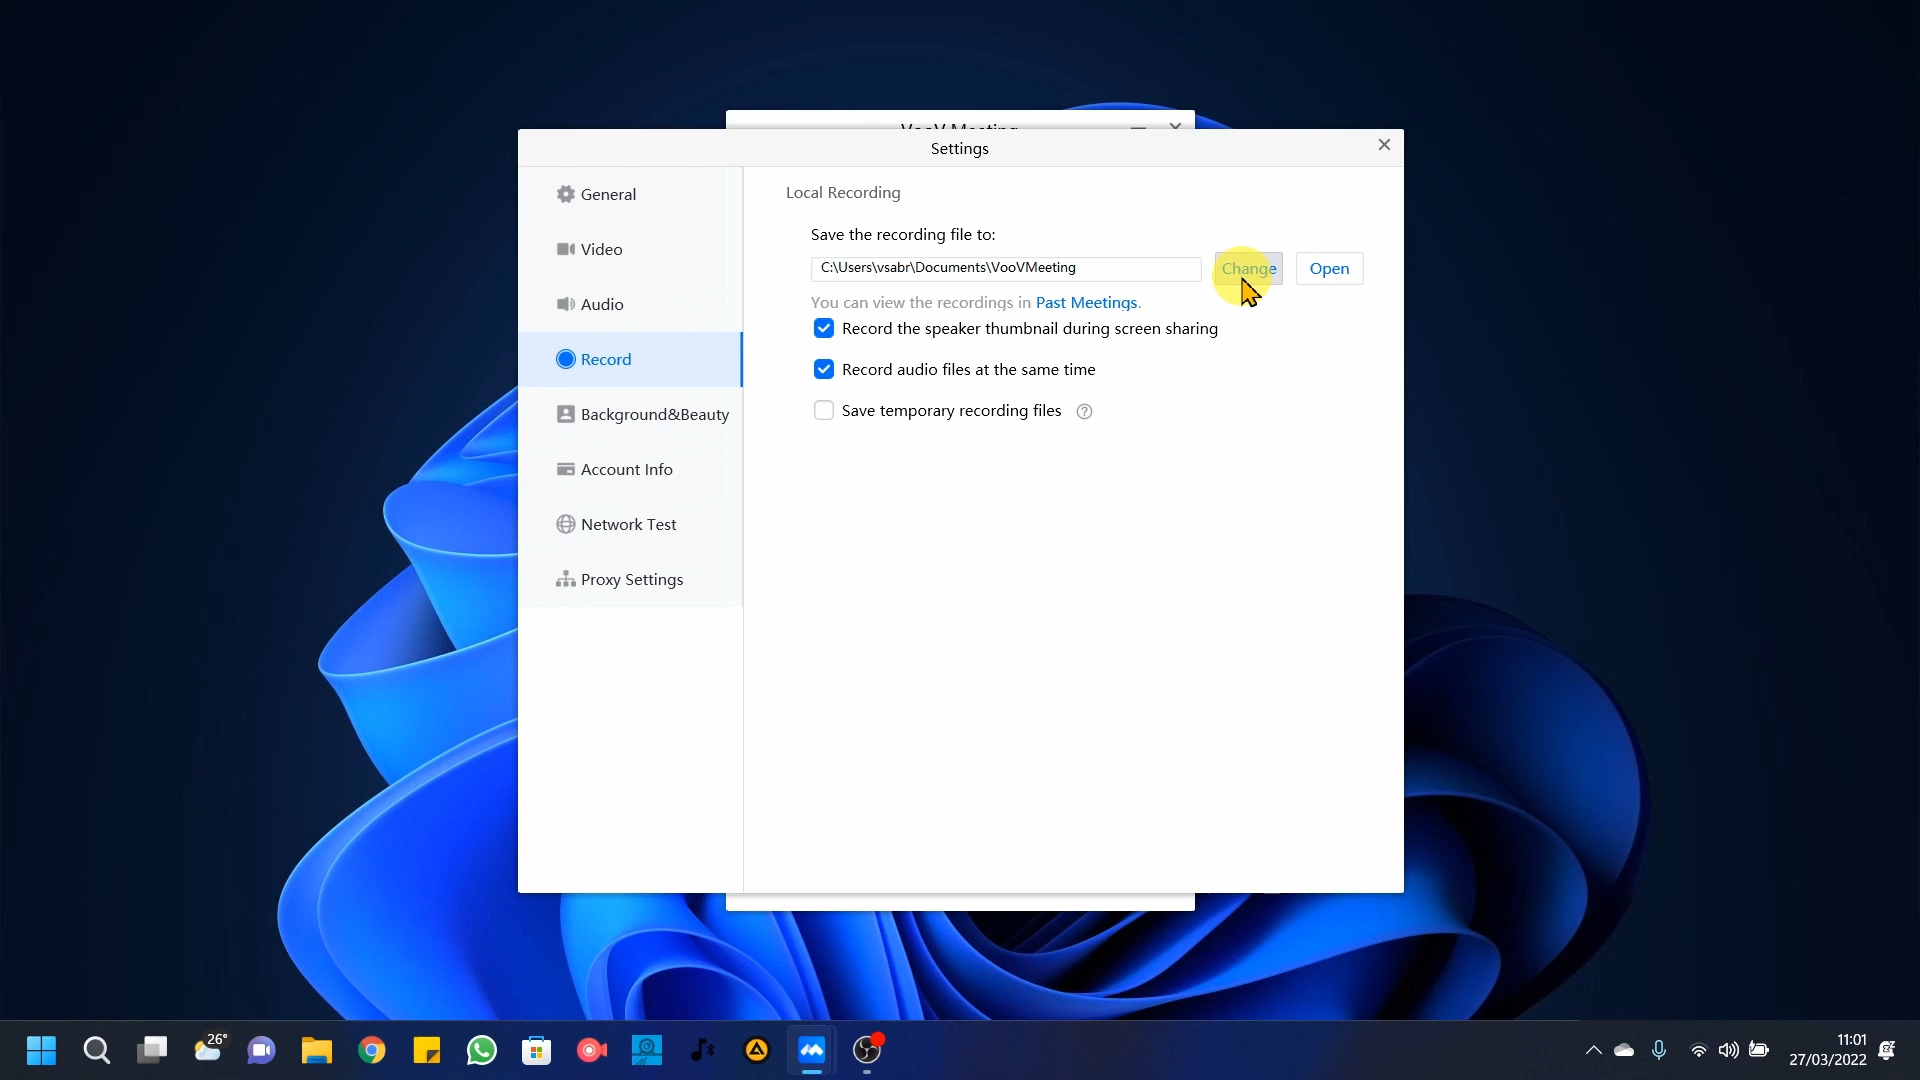 VooV Meeting
Settings
General
Video
Audio
Record
Background&Beauty
Account Info
Network Test
Proxy Settings
Local Recording
Save the recording file to:
C:\Users\vsabr\Documents\VooVMeeting
Change
Open
You can view the recordings in Past Meetings.
Record the speaker thumbnail during screen sharing
Record audio files at the same time
Save temporary recording files
26°
11:01
27/03/2022